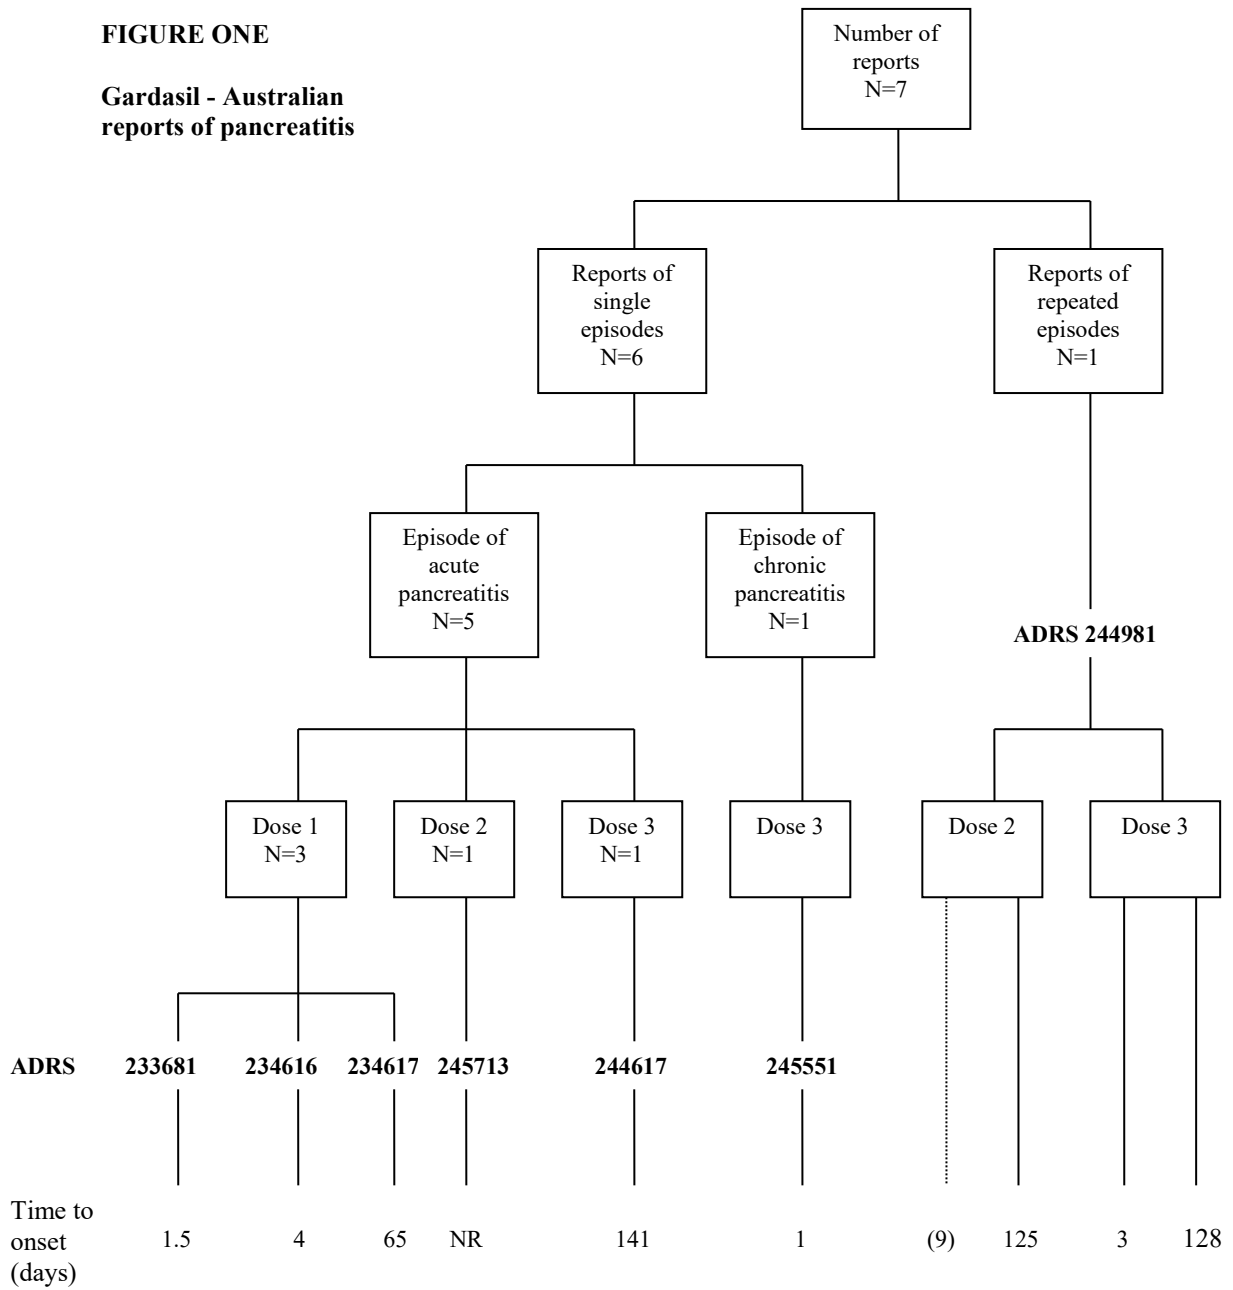 FIGURE ONE
Gardasil - Australian
reports of pancreatitis
Number of
reports
N=7
Reports of
single
episodes
N=6
Reports of
repeated
episodes
N=1
Episode of
acute
pancreatitis
N=5
Episode of
chronic
pancreatitis
N=1
ADRS 244981
Dose 1
N=3
Dose 2
N=1
Dose 3
N=1
Dose 3
Dose 2
Dose 3
ADRS 233681 234616 234617 245713 244617 245551
Time to
onset
(days)
1.5 4 65 NR 141 1 (9) 125 3 128